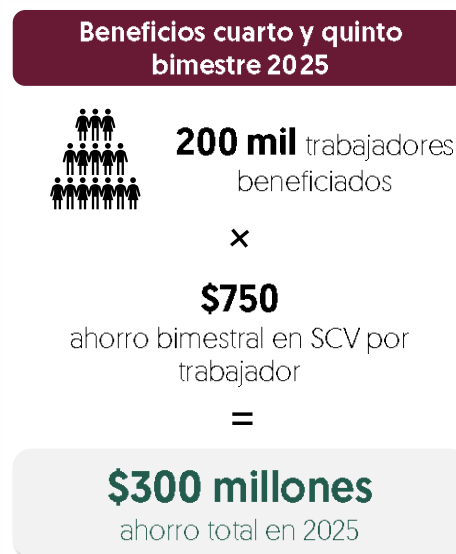 Beneficios cuarto y quinto
bimestre 2025
200 mil trabajadores
beneficiados
×
$750
ahorro bimestral en SCV por
trabajador
=
$300 millones
ahorro total en 2025